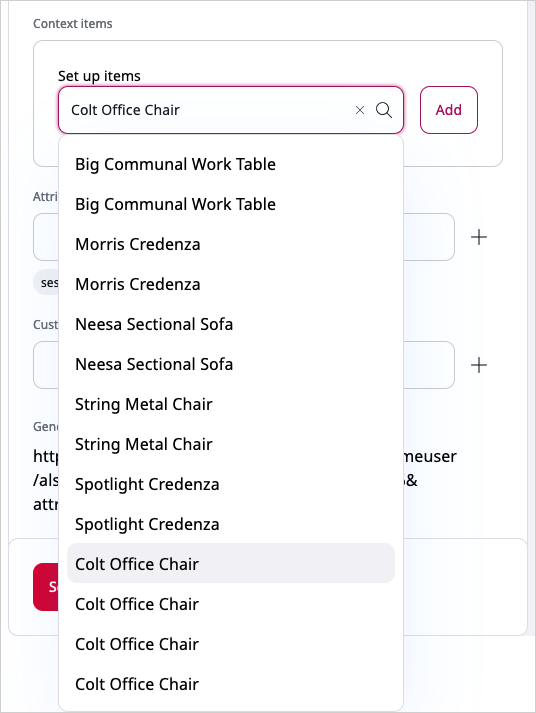 Context items
Set up items
Colt Office Chair
Add
Big Communal Work Table
Big Communal Work Table
Morris Credenza
Morris Credenza
Neesa Sectional Sofa
Neesa Sectional Sofa
String Metal Chair
String Metal Chair
Spotlight Credenza
Spotlight Credenza
Colt Office Chair
Colt Office Chair
Colt Office Chair
Colt Office Chair
Attri
ses
Cust
Gene
http meuser
/als &
attr